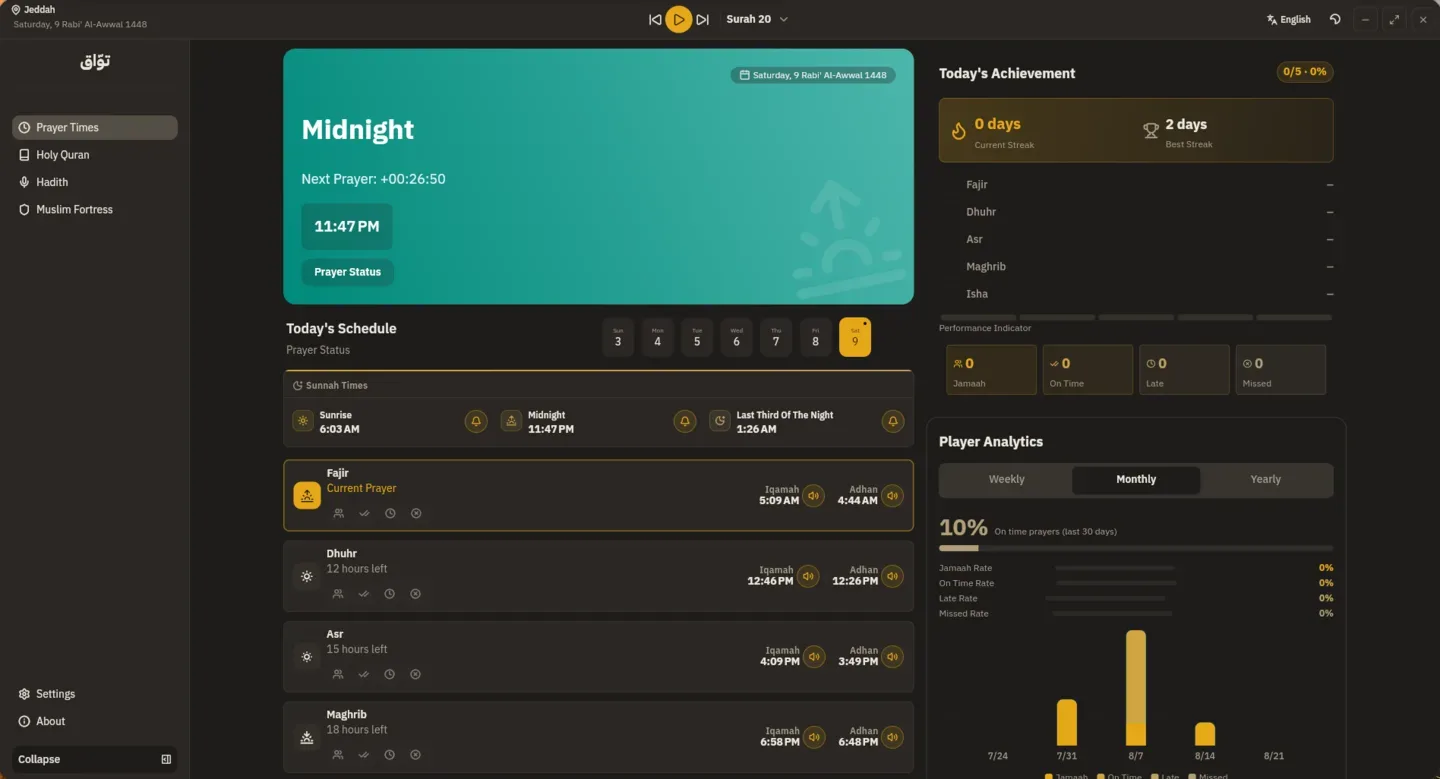 Jeddah
Saturday, 9 Rabi' Al-Awwal 1448
Surah 20
English
توّاق
Prayer Times
Holy Quran
Hadith
Muslim Fortress
Settings
About
Collapse
Saturday, 9 Rabi' Al-Awwal 1448
Midnight
Next Prayer: +00:26:50
11:47 PM
Prayer Status
Today's Schedule
Prayer Status
Sun Mon Tue Wed Thu Fri Sat
3 4 5 6 7 8 9
Sunnah Times
Sunrise
6:03 AM
Midnight
11:47 PM
Last Third Of The Night
1:26 AM
Fajir
Current Prayer
Iqamah
5:09 AM
Adhan
4:44 AM
Dhuhr
12 hours left
Iqamah
12:46 PM
Adhan
12:26 PM
Asr
15 hours left
Iqamah
4:09 PM
Adhan
3:49 PM
Maghrib
18 hours left
Iqamah
6:58 PM
Adhan
6:48 PM
Today's Achievement
0/5 · 0%
0 days
Current Streak
2 days
Best Streak
Fajir –
Dhuhr –
Asr –
Maghrib –
Isha –
Performance Indicator
0
Jamaah
0
On Time
0
Late
0
Missed
Player Analytics
Weekly Monthly Yearly
10% On time prayers (last 30 days)
Jamaah Rate 0%
On Time Rate 0%
Late Rate 0%
Missed Rate 0%
7/24 7/31 8/7 8/14 8/21
Jamaah On Time Late Missed